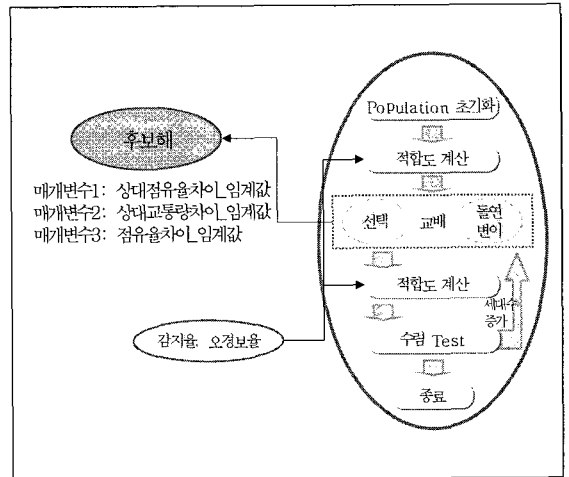 PoPulation 초기화
후보해
적합도 계산
매개변수1: 상대점유율차이_임계값
매개변수2: 상대교통량차이_임계값
매개변수3: 점유율차이_임계값
선택
교배
돌연
변이
적합도 계산
세대수
증가
감지율, 오경보율
수렴 Test
종료